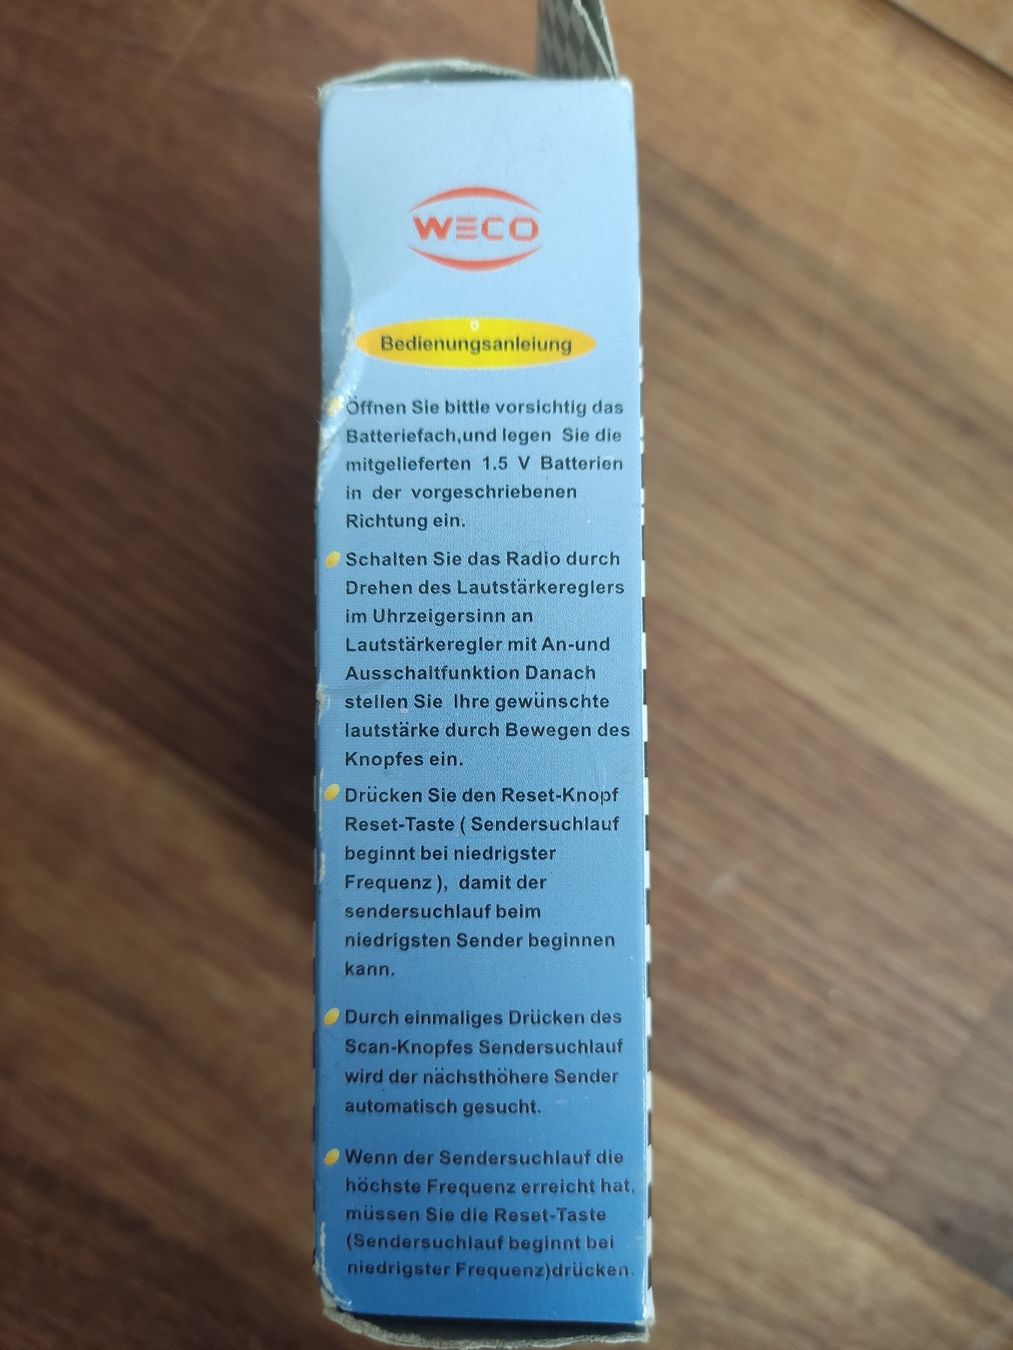 WECO
Bedienungsanleiung
Öffnen Sie bittle vorsichtig das
Batteriefach,und legen Sie die
mitgelieferten 1.5 V Batterien
in der vorgeschriebenen
Richtung ein.
Schalten Sie das Radio durch
Drehen des Lautstärkereglers
im Uhrzeigersinn an
Lautstärkeregler mit An-und
Ausschaltfunktion Danach
stellen Sie Ihre gewünschte
lautstärke durch Bewegen des
Knopfes ein.
Drücken Sie den Reset-Knopf
Reset-Taste ( Sendersuchlauf
beginnt bei niedrigster
Frequenz ), damit der
sendersuchlauf beim
niedrigsten Sender beginnen
kann.
Durch einmaliges Drücken des
Scan-Knopfes Sendersuchlauf
wird der nächsthöhere Sender
automatisch gesucht.
Wenn der Sendersuchlauf die
höchste Frequenz erreicht hat,
müssen Sie die Reset-Taste
(Sendersuchlauf beginnt bei
niedrigster Frequenz)drücken.